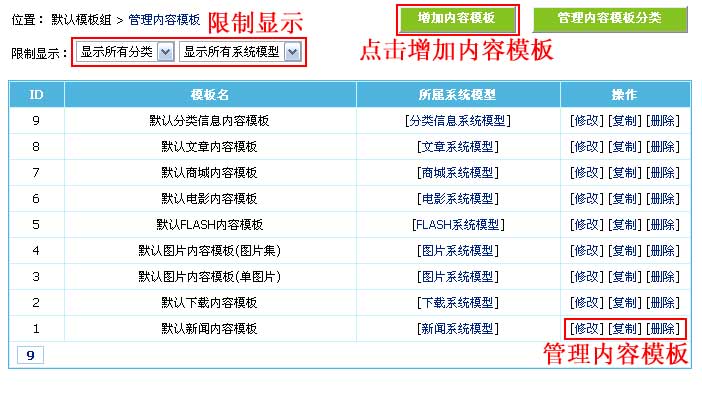 位置： 默认模板组 > 管理内容模板 限制显示 增加内容模板 管理内容模板分类
限制显示： 显示所有分类 显示所有系统模型 点击增加内容模板
ID 模板名 所属系统模型 操作
9 默认分类信息内容模板 [分类信息系统模型] [修改] [复制] [删除]
8 默认文章内容模板 [文章系统模型] [修改] [复制] [删除]
7 默认商城内容模板 [商城系统模型] [修改] [复制] [删除]
6 默认电影内容模板 [电影系统模型] [修改] [复制] [删除]
5 默认FLASH内容模板 [FLASH系统模型] [修改] [复制] [删除]
4 默认图片内容模板(图片集) [图片系统模型] [修改] [复制] [删除]
3 默认图片内容模板(单图片) [图片系统模型] [修改] [复制] [删除]
2 默认下载内容模板 [下载系统模型] [修改] [复制] [删除]
1 默认新闻内容模板 [新闻系统模型] [修改] [复制] [删除]
9 管理内容模板